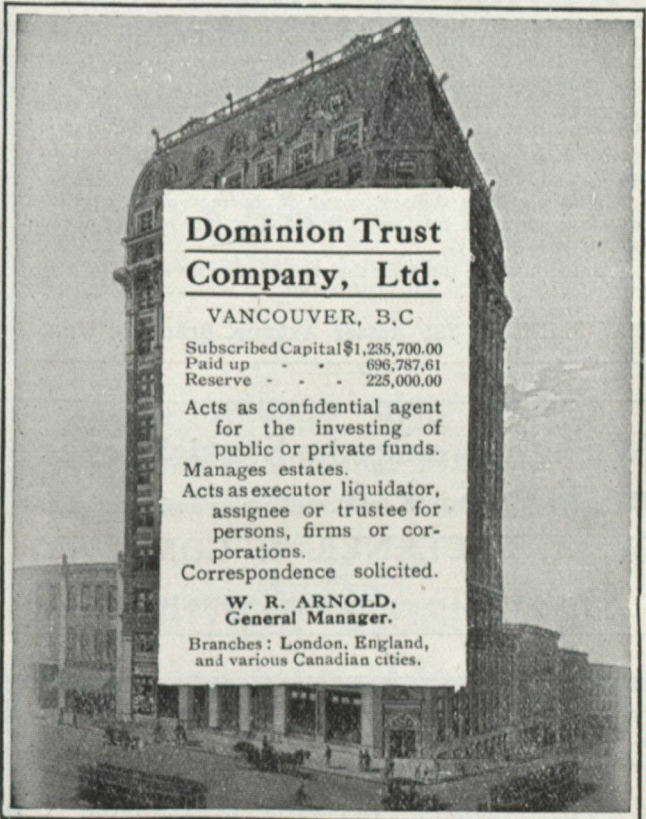 Dominion Trust
Company, Ltd.
VANCOUVER, B,C
Subscribed Capital $1,235,700.00
Paid up - - 696,787,61
Reserve - - - 225,000.00
Acts as confidential agent
for the investing of
public or private funds.
Manages estates.
Acts as executor liquidator,
assignee or trustee for
persons, firms or cor-
porations.
Correspondence solicited.
W. R. ARNOLD,
General Manager.
Branches: London, England,
and various Canadian cities.